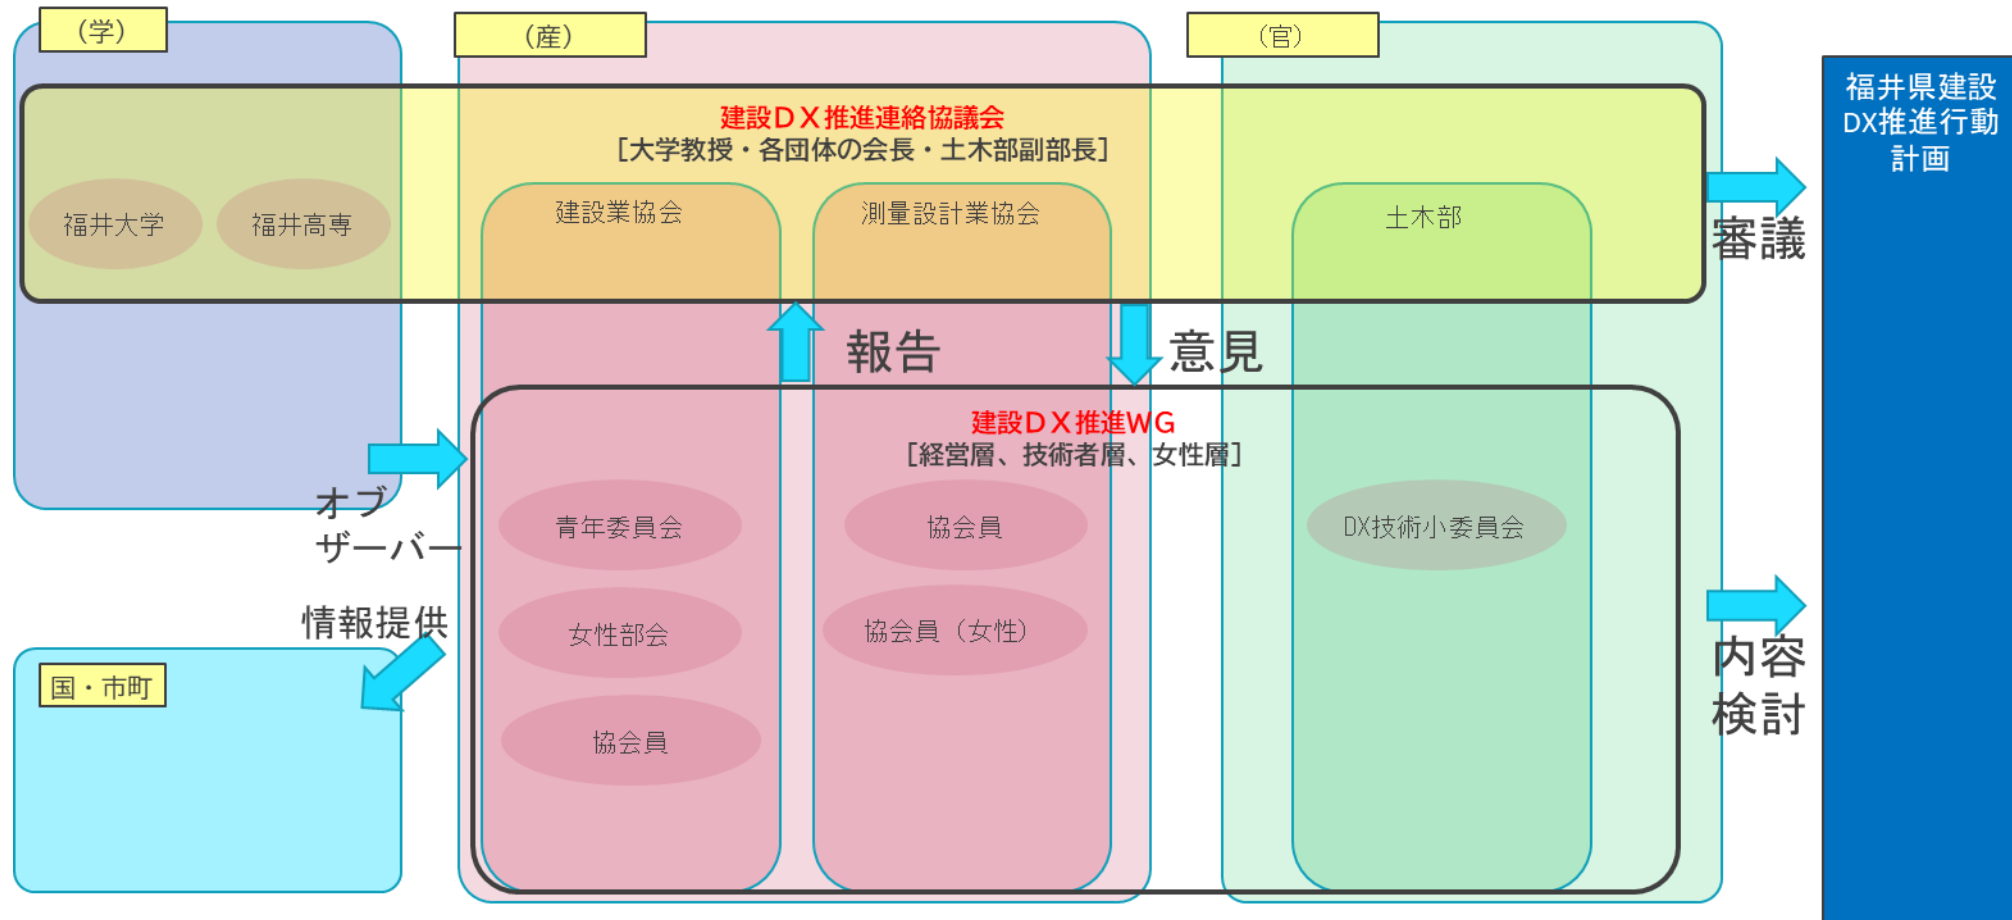 （学）
（産）
（官）
建設ＤＸ推進連絡協議会
［大学教授・各団体の会長・土木部副部長］
福井大学
福井高専
建設業協会
測量設計業協会
土木部
福井県建設
DX推進行動
計画
審議
報告
意見
建設ＤＸ推進WG
［経営層、技術者層、女性層］
オブ
ザーバー
青年委員会
協会員
DX技術小委員会
女性部会
協会員（女性）
協会員
情報提供
国・市町
内容
検討